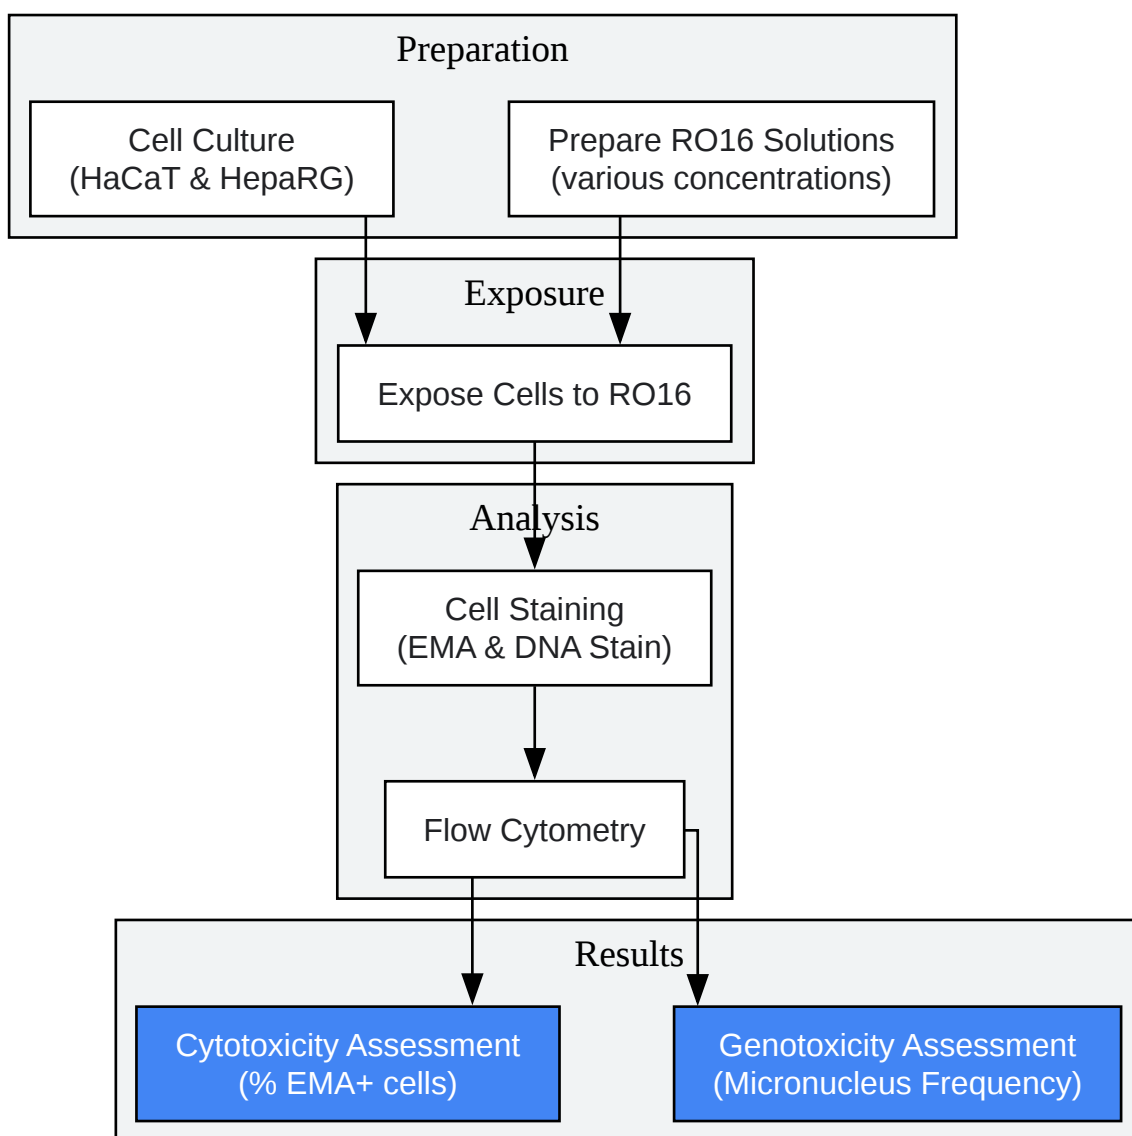 Preparation
Cell Culture
(HaCaT & HepaRG)
Prepare RO16 Solutions
(various concentrations)
Exposure
Expose Cells to RO16
Analysis
Cell Staining
(EMA & DNA Stain)
Flow Cytometry
Results
Cytotoxicity Assessment
(% EMA+ cells)
Genotoxicity Assessment
(Micronucleus Frequency)